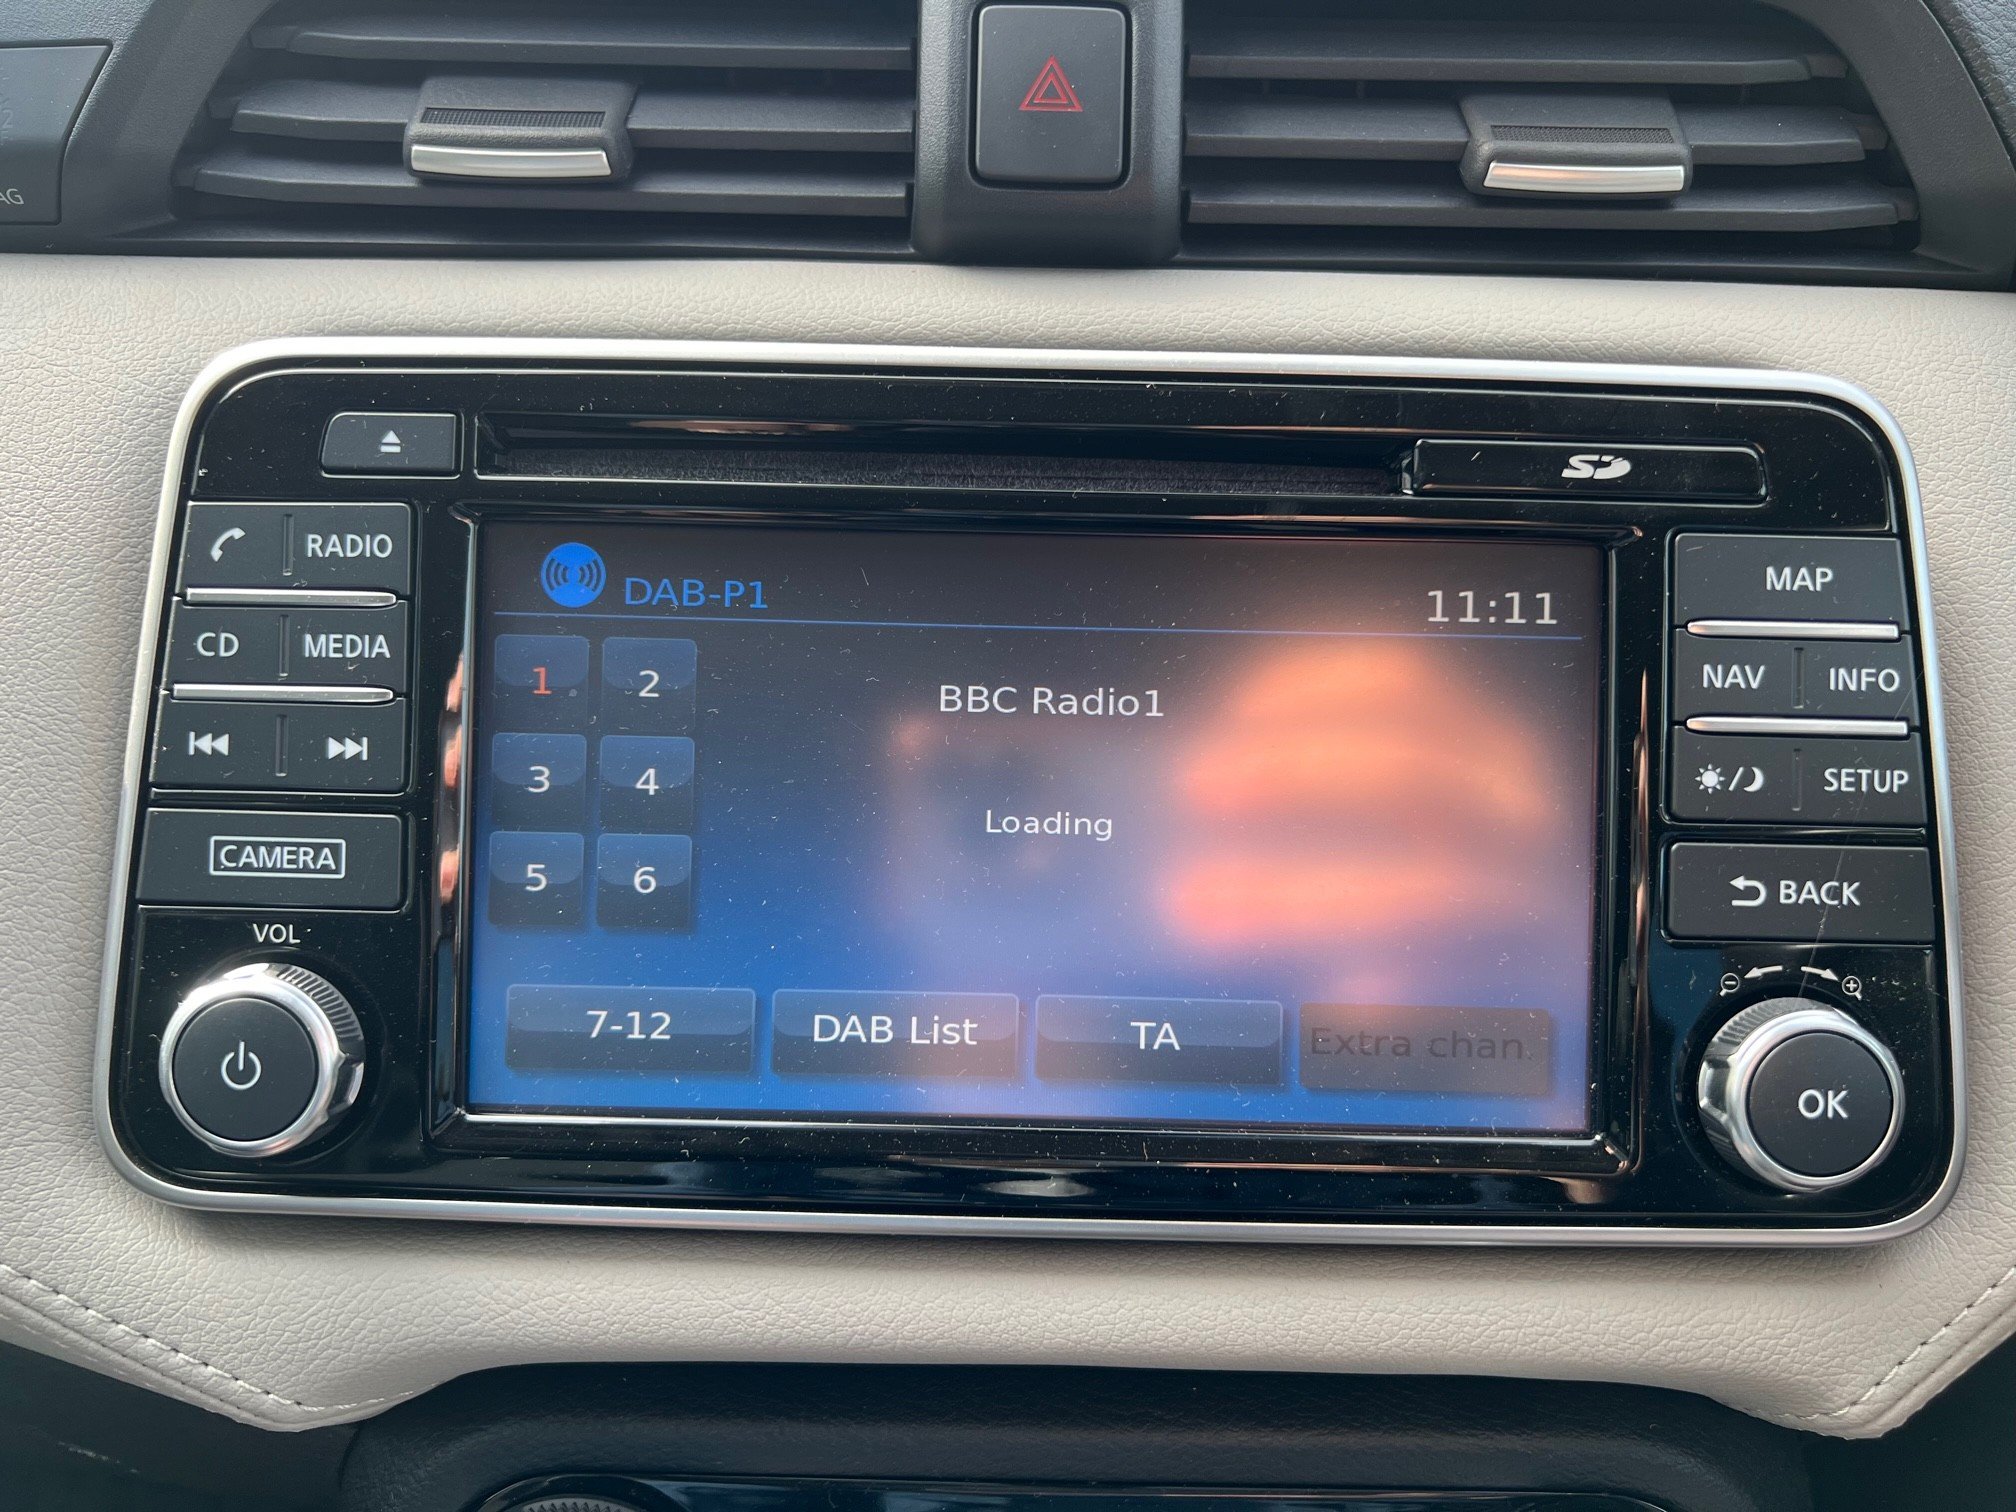 AG
SD
RADIO
CD
MEDIA
CAMERA
VOL
DAB-P1
11:11
1
2
3
4
5
6
BBC Radio1
Loading
7-12
DAB List
TA
Extra chan.
MAP
NAV
INFO
SETUP
BACK
OK